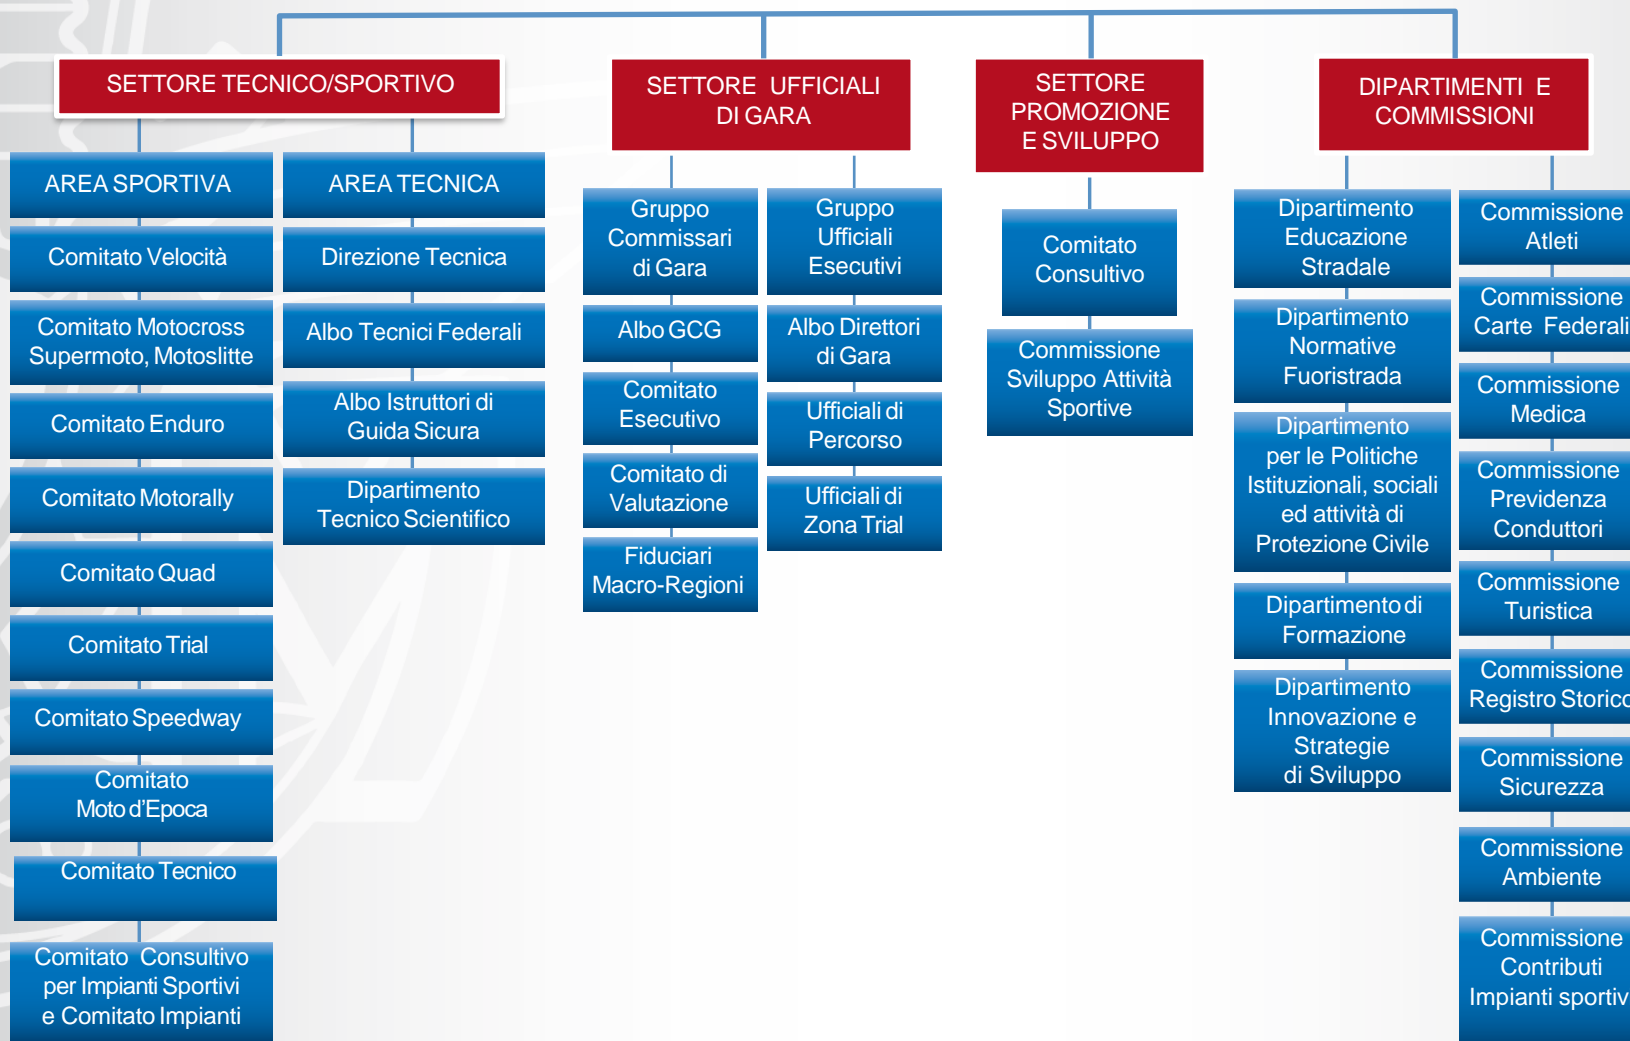 SETTORE TECNICO/SPORTIVO
AREA SPORTIVA
Comitato Velocità
Comitato Motocross
Supermoto, Motoslitte
Comitato Enduro
Comitato Motorally
Comitato Quad
Comitato Trial
Comitato Speedway
Comitato
Moto d'Epoca
Comitato Tecnico
Comitato Consultivo
per Impianti Sportivi
e Comitato Impianti
AREA TECNICA
Direzione Tecnica
Albo Tecnici Federali
Albo Istruttori di
Guida Sicura
Dipartimento
Tecnico Scientifico
SETTORE UFFICIALI
DI GARA
Gruppo
Commissari
di Gara
Albo GCG
Comitato
Esecutivo
Comitato di
Valutazione
Fiduciari
Macro-Regioni
Gruppo
Ufficiali
Esecutivi
Albo Direttori
di Gara
Ufficiali di
Percorso
Ufficiali di
Zona Trial
SETTORE
PROMOZIONE
E SVILUPPO
Comitato
Consultivo
Commissione
Sviluppo Attività
Sportive
DIPARTIMENTI E
COMMISSIONI
Dipartimento
Educazione
Stradale
Dipartimento
Normative
Fuoristrada
Dipartimento
per le Politiche
Istituzionali, sociali
ed attività di
Protezione Civile
Dipartimento di
Formazione
Dipartimento
Innovazione e
Strategie
di Sviluppo
Commissione
Atleti
Commissione
Carte Federali
Commissione
Medica
Commissione
Previdenza
Conduttori
Commissione
Turistica
Commissione
Registro Storico
Commissione
Sicurezza
Commissione
Ambiente
Commissione
Contributi
Impianti sportiv